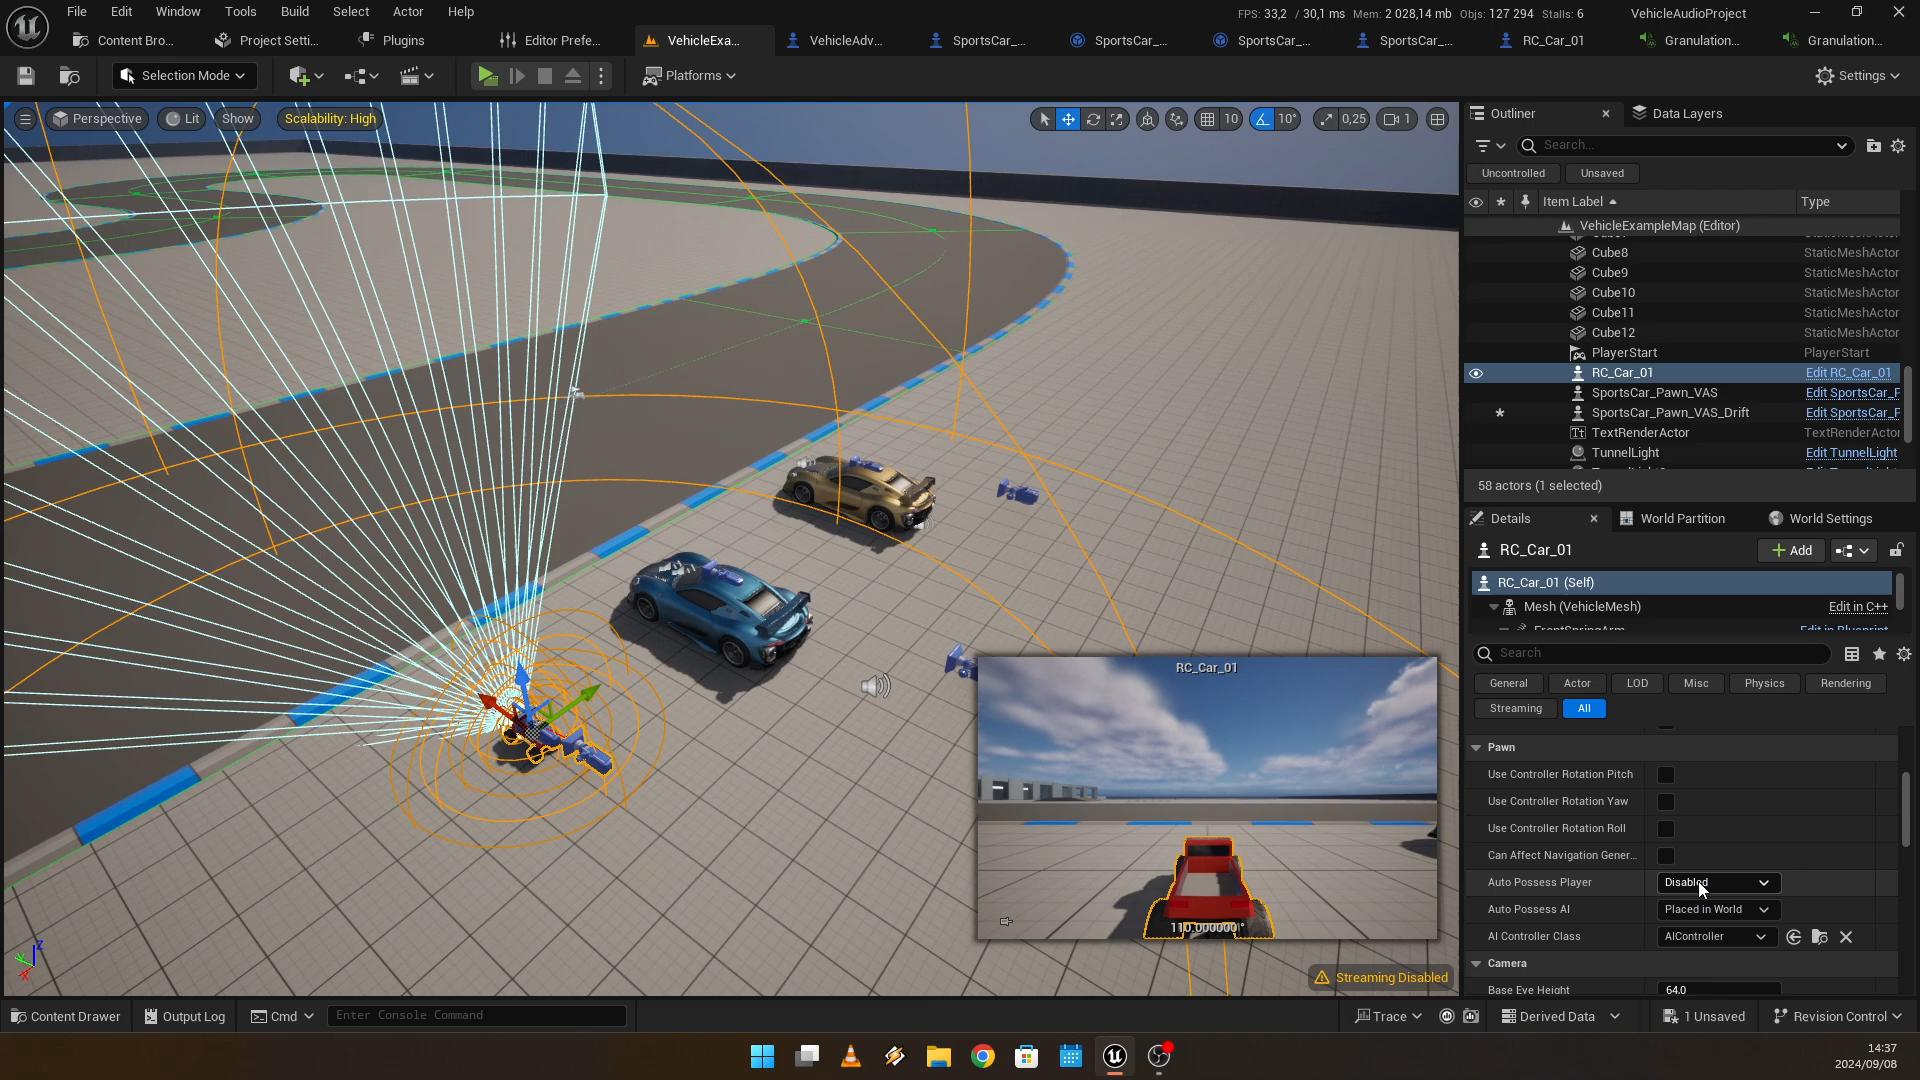 File Edit Window Tools Build Select Actor Help
FPS: 33,2 / 30,1 ms Mem: 2 028,14 mb Objs: 127 294 Stalls: 6 VehicleAudioProject
Content Bro... Project Setti... Plugins Editor Prefe... VehicleExa... VehicleAdv... SportsCar_... SportsCar_... SportsCar_... SportsCar_... RC_Car_01 Granulation... Granulation...
Selection Mode Platforms Settings
Perspective Lit Show Scalability: High 10 10° 0,25 1
Outliner Data Layers
Search...
Uncontrolled Unsaved
Item Label Type
VehicleExampleMap (Editor)
Cube8 StaticMeshActor
Cube9 StaticMeshActor
Cube10 StaticMeshActor
Cube11 StaticMeshActor
Cube12 StaticMeshActor
PlayerStart PlayerStart
RC_Car_01 Edit RC_Car_01
SportsCar_Pawn_VAS Edit SportsCar_P
SportsCar_Pawn_VAS_Drift Edit SportsCar_P
TextRenderActor TextRenderActor
TunnelLight Edit TunnelLight
58 actors (1 selected)
Details World Partition World Settings
RC_Car_01 Add
RC_Car_01 (Self)
Mesh (VehicleMesh) Edit in C++
FrontSpringArm Edit in Blueprint
Search
General Actor LOD Misc Physics Rendering
Streaming All
Pawn
Use Controller Rotation Pitch
Use Controller Rotation Yaw
Use Controller Rotation Roll
Can Affect Navigation Gener...
Auto Possess Player Disabled
Auto Possess AI Placed in World
AI Controller Class AIController
Camera
Base Eye Height 64.0
RC_Car_01
110.000000°
Streaming Disabled
Content Drawer Output Log Cmd Enter Console Command Trace Derived Data 1 Unsaved Revision Control
14:37
2024/09/08